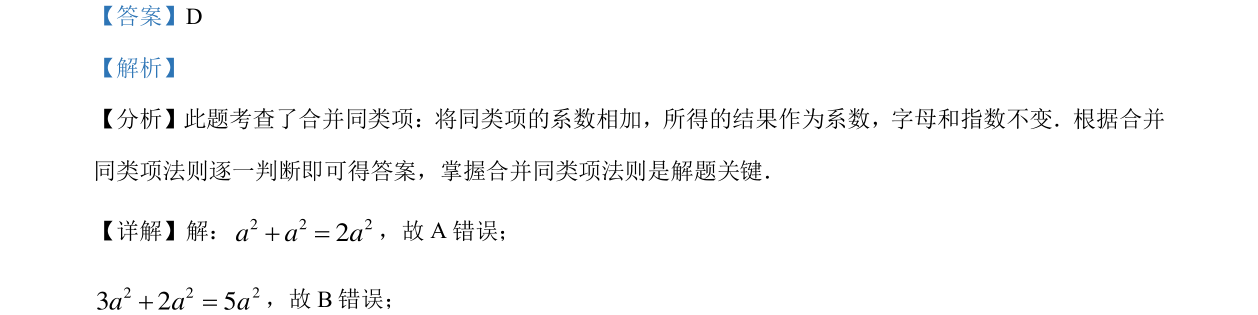 【答案】D
【解析】
【分析】此题考查了合并同类项：将同类项的系数相加，所得的结果作为系数，字母和指数不变．根据合并
同类项法则逐一判断即可得答案，掌握合并同类项法则是解题关键．
【详解】解：a² + a² = 2a²，故 A 错误；
3a² + 2a² = 5a²，故 B 错误；